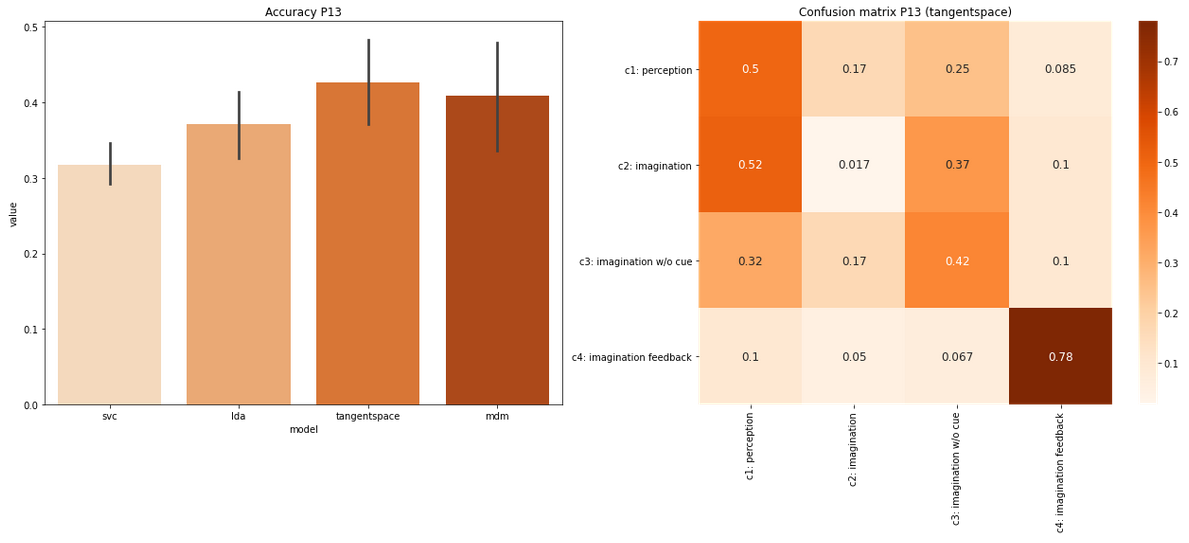 Accuracy P13
0.5
0.4
0.3
0.2
0.1
0.0
value
svc lda tangentspace mdm
model
Confusion matrix P13 (tangentspace)
c1: perception 0.5 0.17 0.25 0.085
c2: imagination 0.52 0.017 0.37 0.1
c3: imagination w/o cue 0.32 0.17 0.42 0.1
c4: imagination feedback 0.1 0.05 0.067 0.78
c1: perception
c2: imagination
c3: imagination w/o cue
c4: imagination feedback
0.7
0.6
0.5
0.4
0.3
0.2
0.1